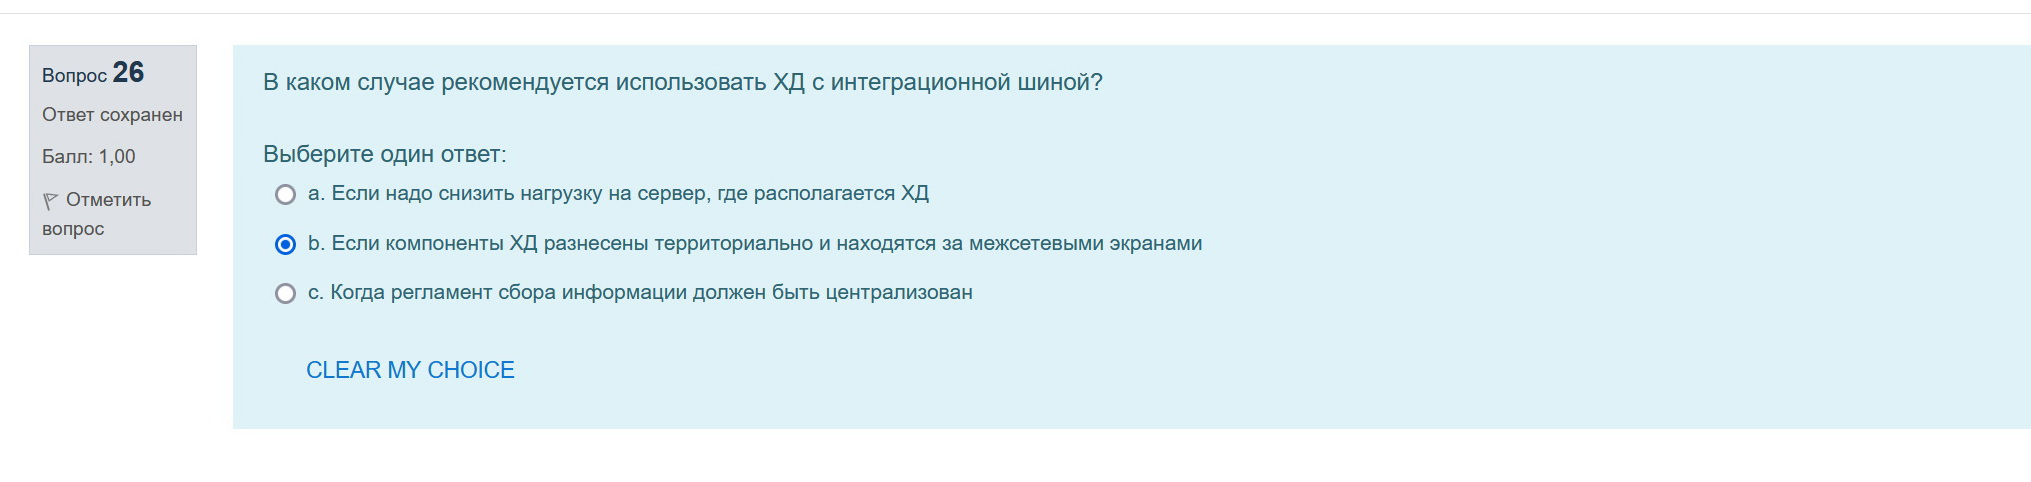 Вопрос 26
Ответ сохранен
Балл: 1,00
Отметить
вопрос
В каком случае рекомендуется использовать ХД с интеграционной шиной?
Выберите один ответ:
a. Если надо снизить нагрузку на сервер, где располагается ХД
b. Если компоненты ХД разнесены территориально и находятся за межсетевыми экранами
c. Когда регламент сбора информации должен быть централизован
CLEAR MY CHOICE